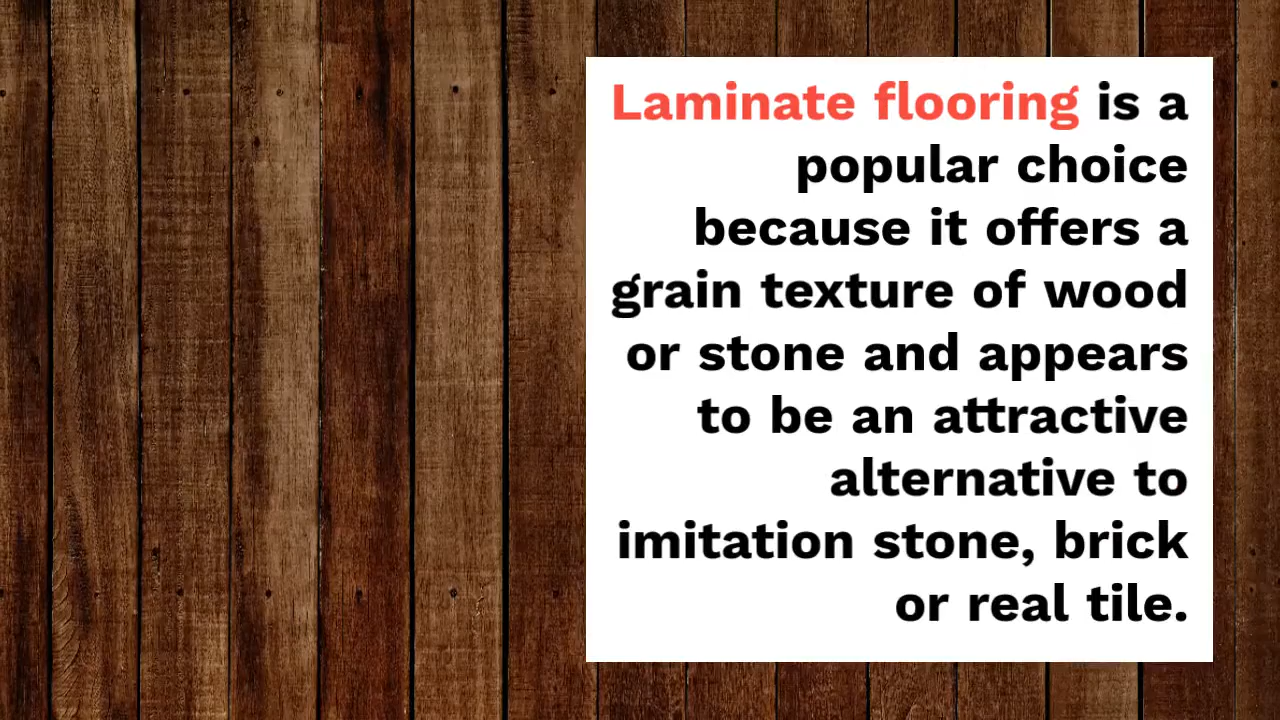 Laminate flooring is a
popular choice
because it offers a
grain texture of wood
or stone and appears
to be an attractive
alternative to
imitation stone, brick
or real tile.